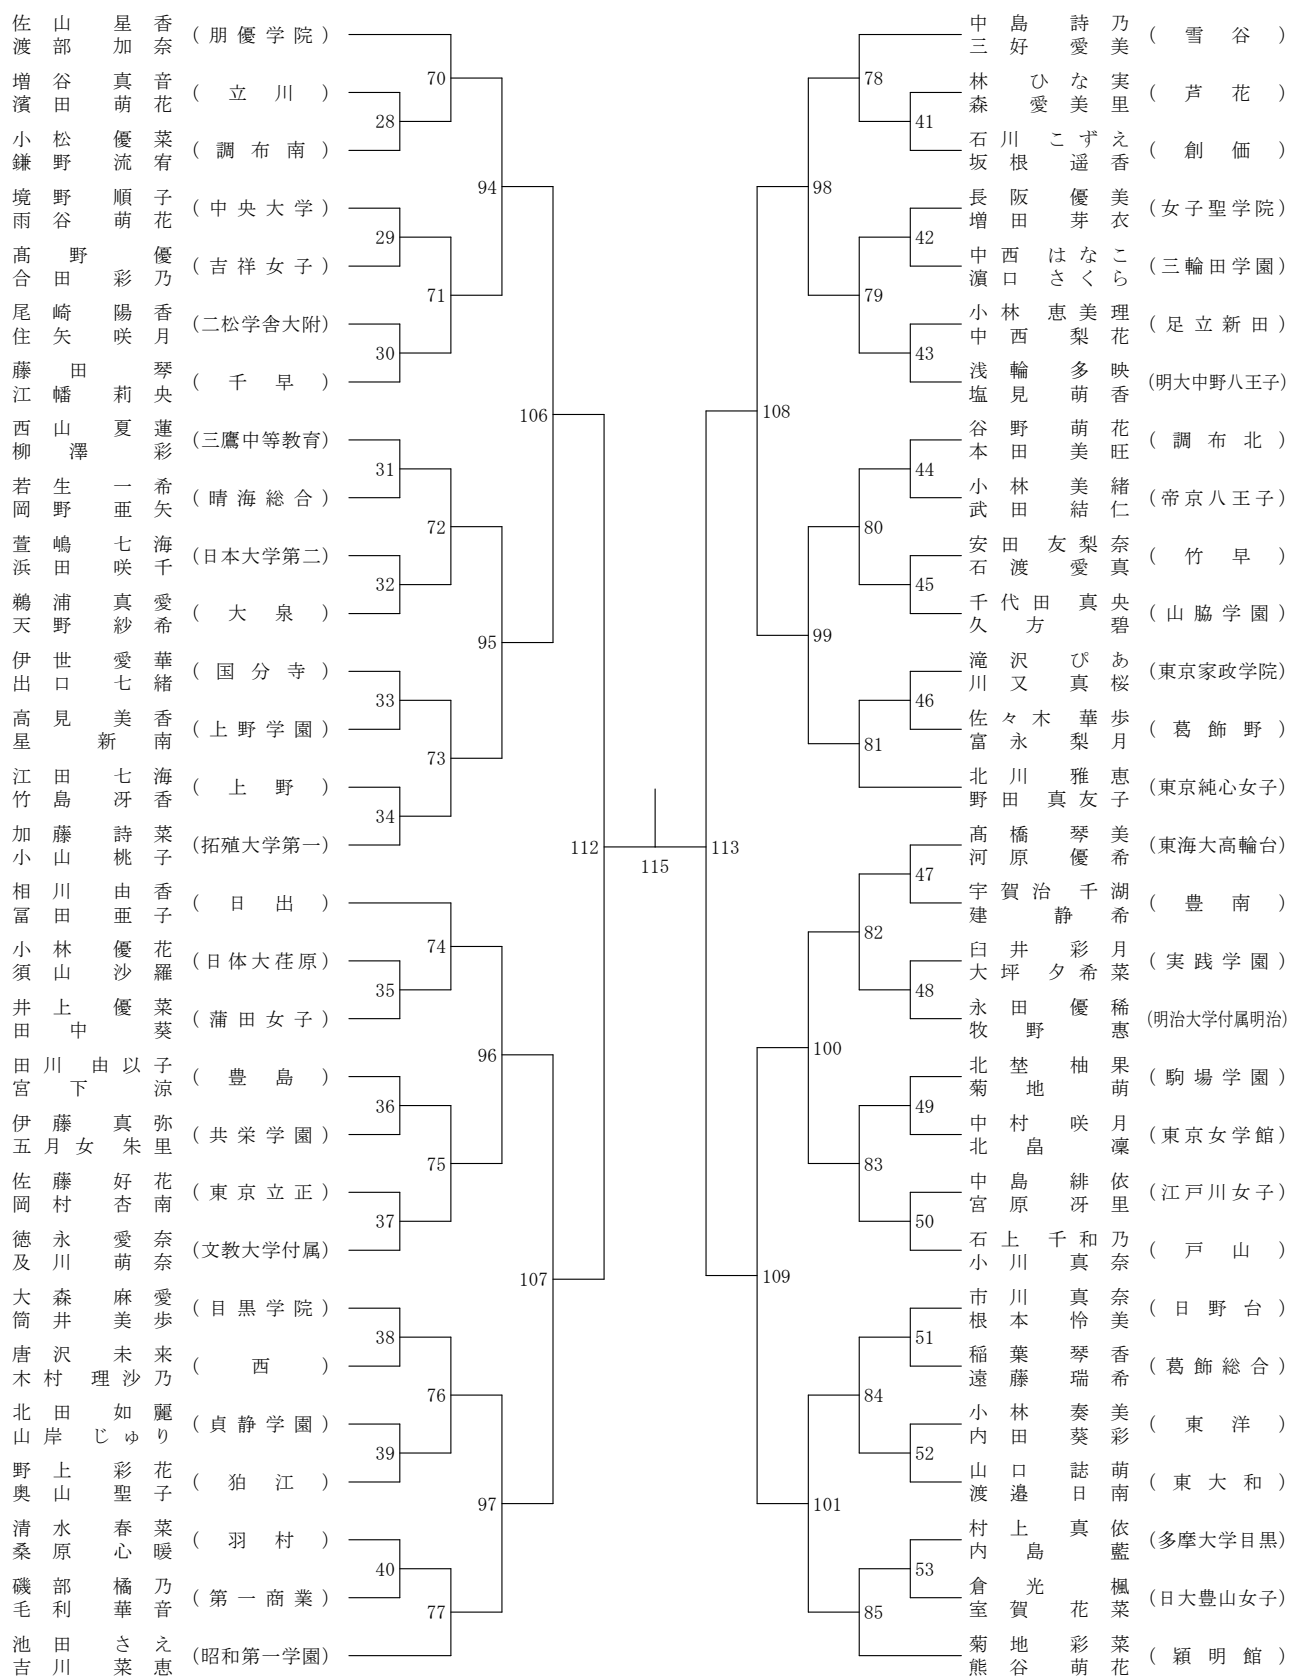 佐山 星香
渡部 加奈
(朋優学院)
増谷 真音
濱田 萌花
(立川)
小松 優菜
鎌野 流宥
(調布南)
境野 順子
雨谷 萌花
(中央大学)
髙野 優
合田 彩乃
(吉祥女子)
尾崎 陽香
住矢 咲月
(二松学舎大附)
藤田 琴
江幡 莉央
(千早)
西山 夏蓮
柳澤 彩
(三鷹中等教育)
若生 一希
岡野 亜矢
(晴海総合)
萱嶋 七海
浜田 咲千
(日本大学第二)
鵜浦 真愛
天野 紗希
(大泉)
伊世 愛華
出口 七緒
(国分寺)
高見 美香
星 新南
(上野学園)
江田 七海
竹島 冴香
(上野)
加藤 詩菜
小山 桃子
(拓殖大学第一)
相川 由香
冨田 亜子
(日出)
小林 優花
須山 沙羅
(日体大荏原)
井上 優菜
田中 葵
(蒲田女子)
田川 由以子
宮下 涼
(豊島)
伊藤 真弥
五月女 朱里
(共栄学園)
佐藤 好花
岡村 杏南
(東京立正)
徳永 愛奈
及川 萌奈
(文教大学付属)
大森 麻愛
筒井 美歩
(目黒学院)
唐沢 未来
木村 理沙乃
(西)
北田 如麗
山岸 じゅり
(貞静学園)
野上 彩花
奥山 聖子
(狛江)
清水 春菜
桑原 心暖
(羽村)
磯部 橘乃
毛利 華音
(第一商業)
池田 さえ
吉川 菜恵
(昭和第一学園)
28
29
30
31
32
33
34
35
36
37
38
39
40
70
71
72
73
74
75
76
77
94
95
96
97
106
107
112
115
113
108
109
98
99
100
101
78
79
80
81
82
83
84
85
41
42
43
44
45
46
47
48
49
50
51
52
53
中島 詩乃
三好 愛美
(雪谷)
林 ひな実
森 愛美里
(芦花)
石川 こずえ
坂根 遥香
(創価)
長阪 優美
増田 芽衣
(女子聖学院)
中西 はなこ
濵口 さくら
(三輪田学園)
小林 恵美理
中西 梨花
(足立新田)
浅輪 多映
塩見 萌香
(明大中野八王子)
谷野 萌花
本田 美旺
(調布北)
小林 美緒
武田 結仁
(帝京八王子)
安田 友梨奈
石渡 愛真
(竹早)
千代田 真央
久方 碧
(山脇学園)
滝沢 ぴあ
川又 真桜
(東京家政学院)
佐々木 華歩
富永 梨月
(葛飾野)
北川 雅恵
野田 真友子
(東京純心女子)
髙橋 琴美
河原 優希
(東海大高輪台)
宇賀治 千湖
建 静希
(豊南)
臼井 彩月
大坪 夕希菜
(実践学園)
永田 優稀
牧野 惠
(明治大学付属明治)
北埜 柚果
菊地 萌
(駒場学園)
中村 咲月
北畠 凜
(東京女学館)
中島 緋依
宮原 冴里
(江戸川女子)
石上 千和乃
小川 真奈
(戸山)
市川 真奈
根本 怜美
(日野台)
稲葉 琴香
遠藤 瑞希
(葛飾総合)
小林 奏美
内田 葵彩
(東洋)
山口 誌萌
渡邉 日南
(東大和)
村上 真依
内島 藍
(多摩大学目黒)
倉光 楓
室賀 花菜
(日大豊山女子)
菊地 彩菜
熊谷 萌花
(穎明館)